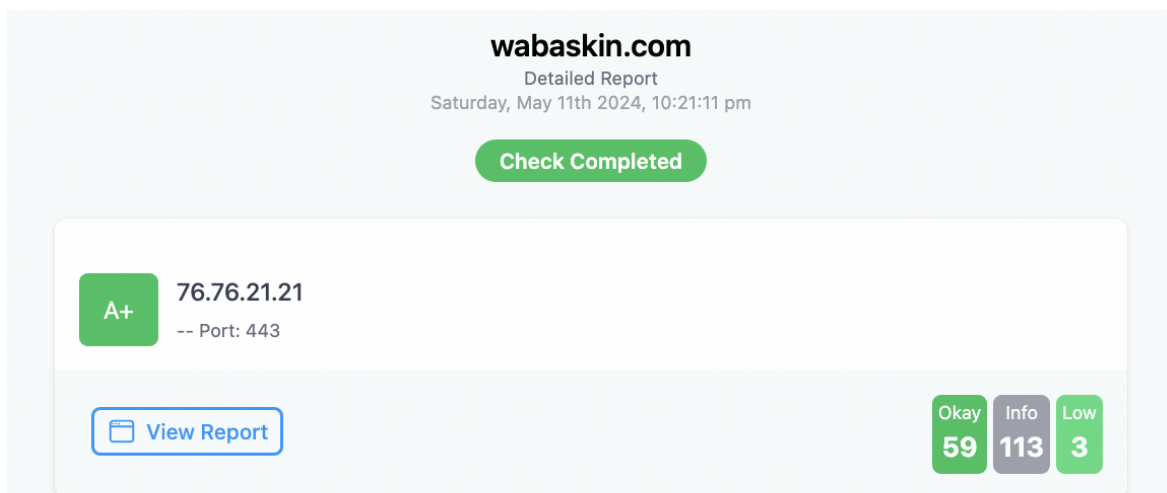 wabaskin.com
Detailed Report
Saturday, May 11th 2024, 10:21:11 pm
Check Completed
A+
76.76.21.21
-- Port: 443
View Report
Okay Info Low
59 113 3